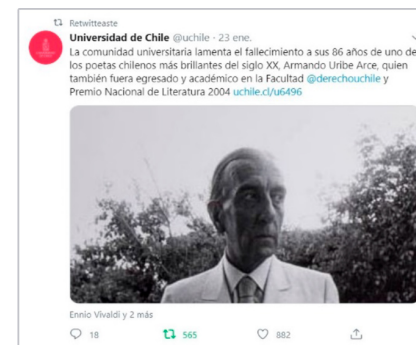 Retwitteaste
Universidad de Chile @uchile · 23 ene.
La comunidad universitaria lamenta el fallecimiento a sus 86 años de uno de
los poetas chilenos más brillantes del siglo XX, Armando Uribe Arce, quien
también fuera egresado y académico en la Facultad @derechouchile y
Premio Nacional de Literatura 2004 uchile.cl/u6496
Ennio Vivaldi y 2 más
18 565 882